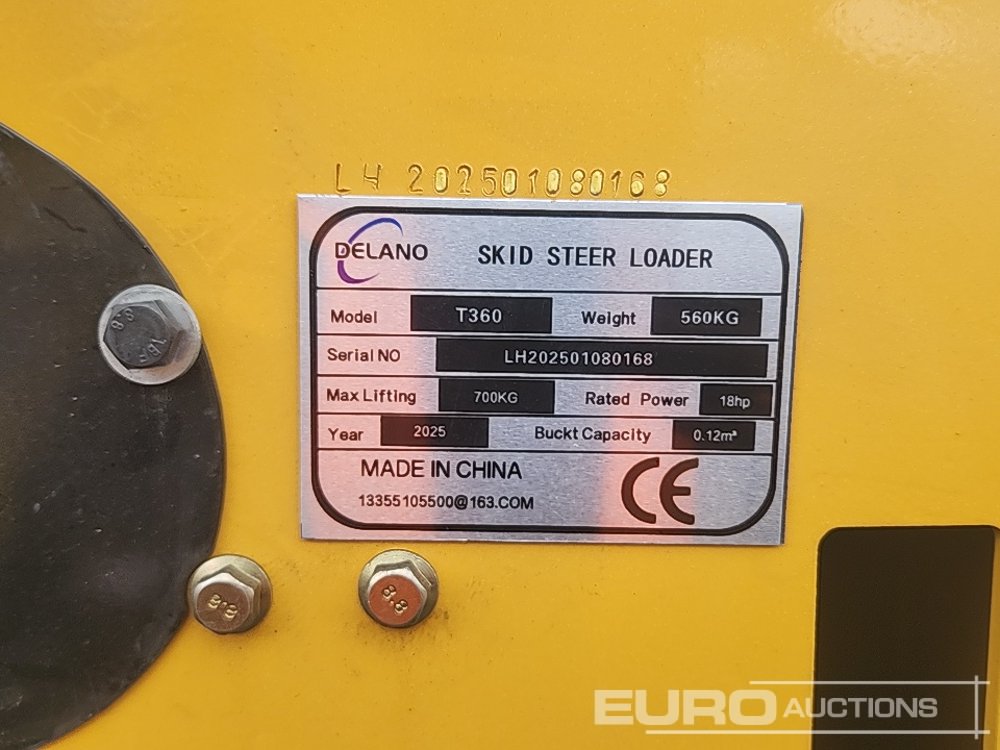 LH 202501080168
DELANO SKID STEER LOADER
Model T360 Weight 560KG
Serial NO LH202501080168
Max Lifting 700KG Rated Power 18hp
Year 2025 Buckt Capacity 0.12m³
MADE IN CHINA
13355105500@163.COM
CE
8.8
8.8
8.8
EURO AUCTIONS